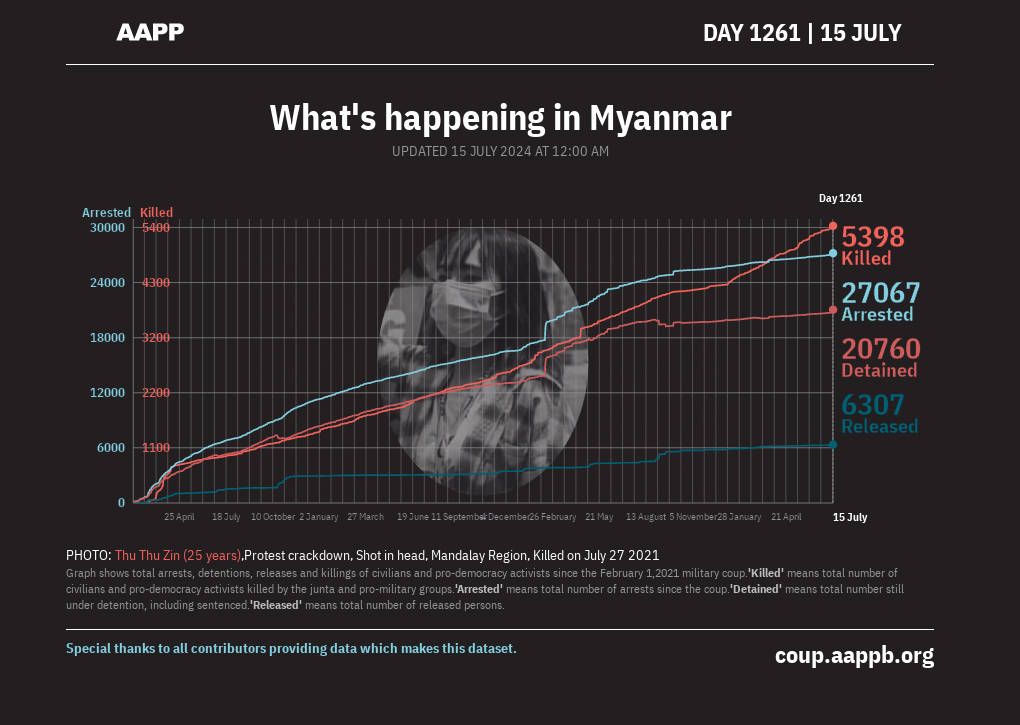 AAPP
DAY 1261 | 15 JULY
What's happening in Myanmar
UPDATED 15 JULY 2024 AT 12:00 AM
Day 1261
Arrested Killed
30000 5400
24000 4300
18000 3200
12000 2200
6000 1100
0
5398
Killed
27067
Arrested
20760
Detained
6307
Released
25 April 18 July 10 October 2 January 27 March 19 June 11 September 4 December 26 February 21 May 13 August 5 November 28 January 21 April 15 July
PHOTO: Thu Thu Zin (25 years),Protest crackdown, Shot in head, Mandalay Region, Killed on July 27 2021
Graph shows total arrests, detentions, releases and killings of civilians and pro-democracy activists since the February 1,2021 military coup.'Killed' means total number of
civilians and pro-democracy activists killed by the junta and pro-military groups.'Arrested' means total number of arrests since the coup.'Detained' means total number still
under detention, including sentenced.'Released' means total number of released persons.
Special thanks to all contributors providing data which makes this dataset.
coup.aappb.org